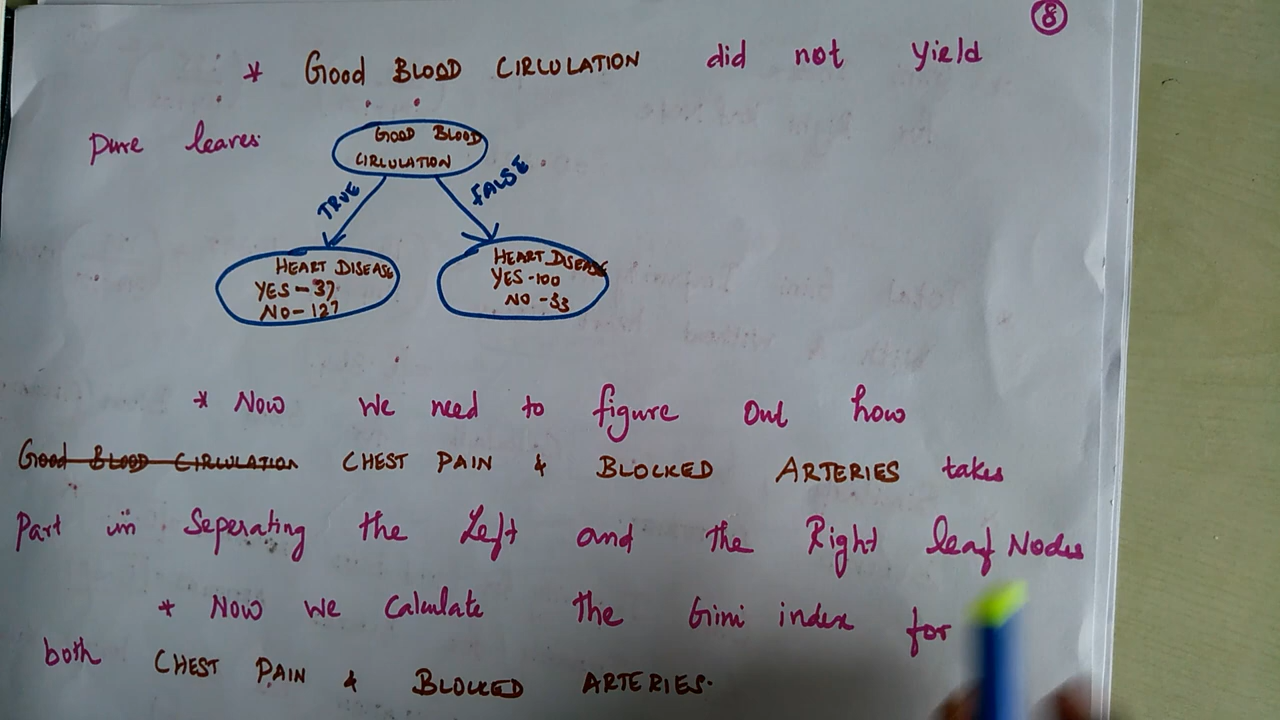 8
* Good BLOOD CIRCULATION did not yield
Pure leaves
GOOD BLOOD
CIRCULATION
TRUE
FALSE
HEART DISEASE
YES - 37
NO - 127
HEART DISEASE
YES - 100
NO - 33
* Now we need to figure out how
Good BLOOD CIRCULATION CHEST PAIN & BLOCKED ARTERIES takes
Part in Seperating the Left and the Right leaf Nodes
* Now we Calculate the Gini index for
both CHEST PAIN & BLOCKED ARTERIES.